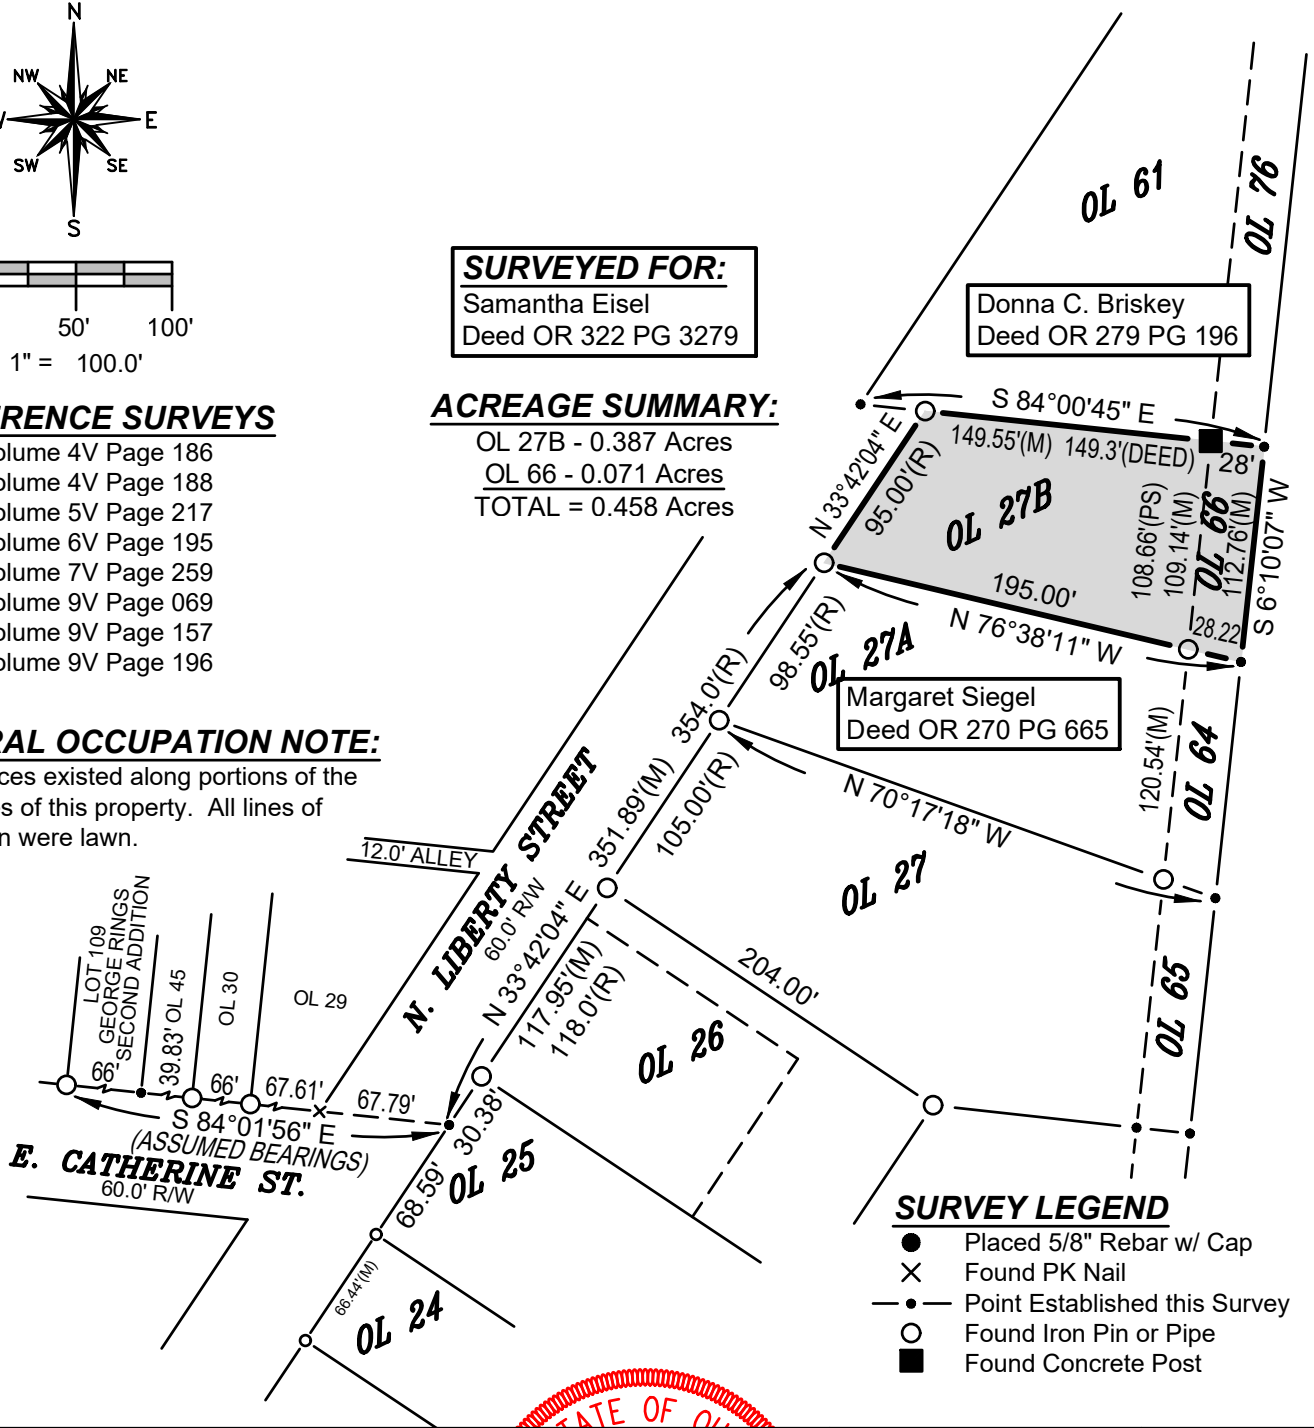 N
NW
NE
E
SW
SE
S
50'
100'
1" = 100.0'
SURVEYED FOR:
Samantha Eisel
Deed OR 322 PG 3279
ACREAGE SUMMARY:
OL 27B - 0.387 Acres
OL 66 - 0.071 Acres
TOTAL = 0.458 Acres
RENCE SURVEYS
olume 4V Page 186
olume 4V Page 188
olume 5V Page 217
olume 6V Page 195
olume 7V Page 259
olume 9V Page 069
olume 9V Page 157
olume 9V Page 196
RAL OCCUPATION NOTE:
ces existed along portions of the
es of this property. All lines of
n were lawn.
OL 61
OL 76
Donna C. Briskey
Deed OR 279 PG 196
S 84°00'45" E
149.55'(M)
149.3'(DEED)
28'
N 33°42'04" E
95.00'(R)
OL 27B
108.66'(PS)
109.14'(M)
OL 66
112.76'(M)
S 6°10'07" W
195.00'
28.22
N 76°38'11" W
98.55'(R)
OL 27A
Margaret Siegel
Deed OR 270 PG 665
354.0'(R)
351.89'(M)
120.54'(M)
OL 64
N 70°17'18" W
105.00'(R)
OL 27
N. LIBERTY STREET
60.0' R/W
12.0' ALLEY
N 33°42'04" E
117.95'(M)
118.0'(R)
204.00'
OL 26
OL 65
LOT 109
GEORGE RINGS
SECOND ADDITION
OL 45
OL 30
OL 29
66'
39.83'
66'
67.61'
67.79'
S 84°01'56" E
(ASSUMED BEARINGS)
E. CATHERINE ST.
60.0' R/W
30.38'
68.59'
OL 25
66.44'(M)
OL 24
SURVEY LEGEND
Placed 5/8" Rebar w/ Cap
Found PK Nail
Point Established this Survey
Found Iron Pin or Pipe
Found Concrete Post
TATE OF